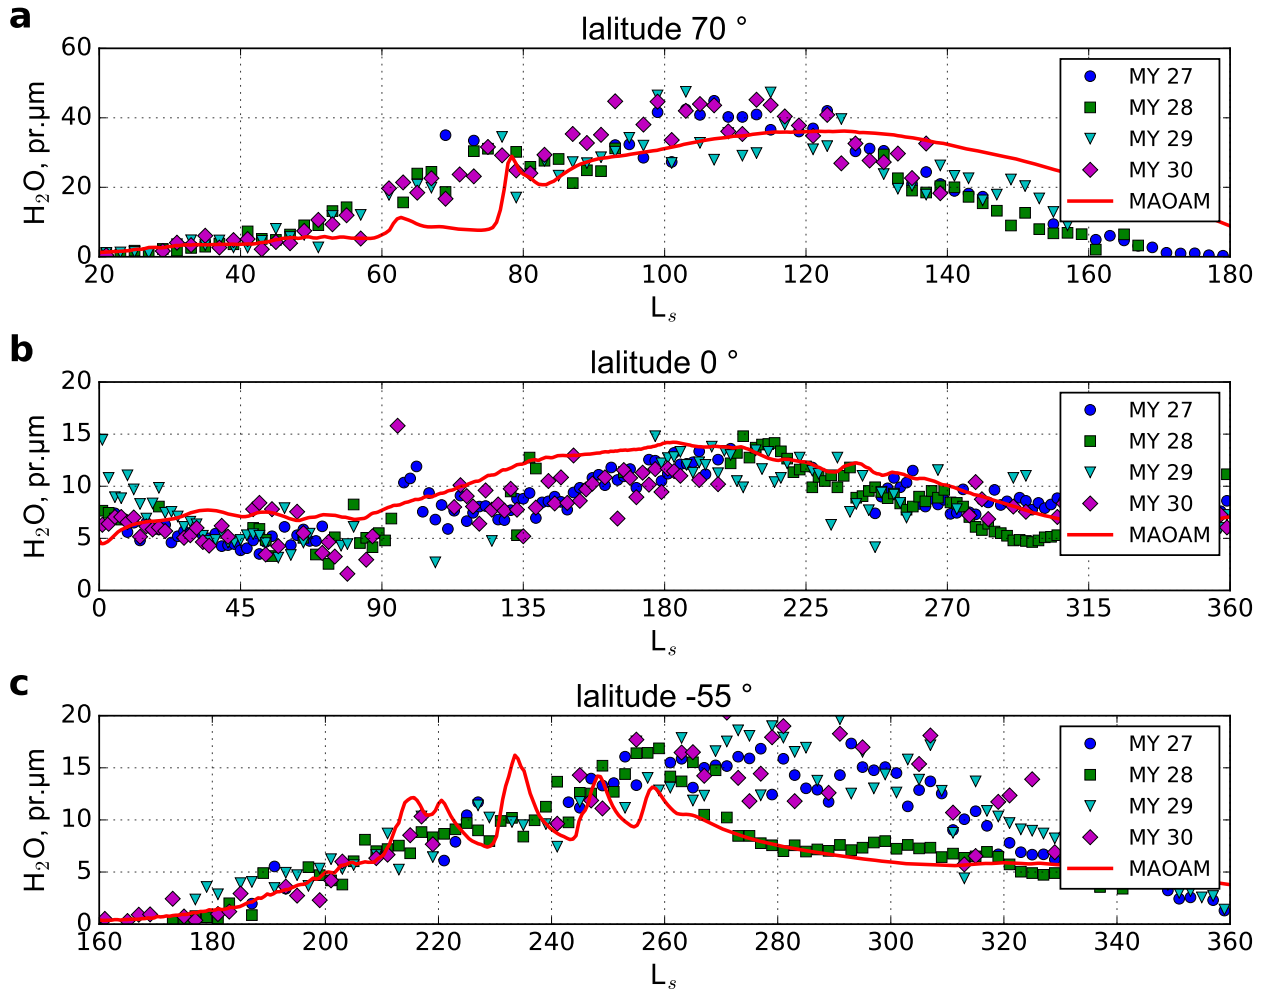 a
lalitude 70 °
H₂O, pr.μm
60
40
20
0
20 40 60 80 100 120 140 160 180
Lₛ
MY 27
MY 28
MY 29
MY 30
MAOAM
b
lalitude 0 °
H₂O, pr.μm
20
15
10
5
0
0 45 90 135 180 225 270 315 360
Lₛ
MY 27
MY 28
MY 29
MY 30
MAOAM
c
lalitude -55 °
H₂O, pr.μm
20
15
10
5
0
160 180 200 220 240 260 280 300 320 340 360
Lₛ
MY 27
MY 28
MY 29
MY 30
MAOAM